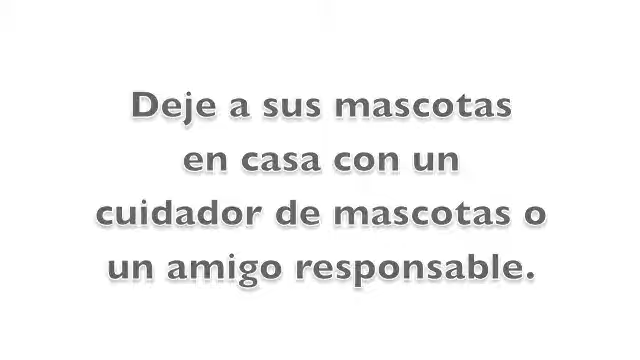 Deje a sus mascotas
en casa con un
cuidador de mascotas o
un amigo responsable.